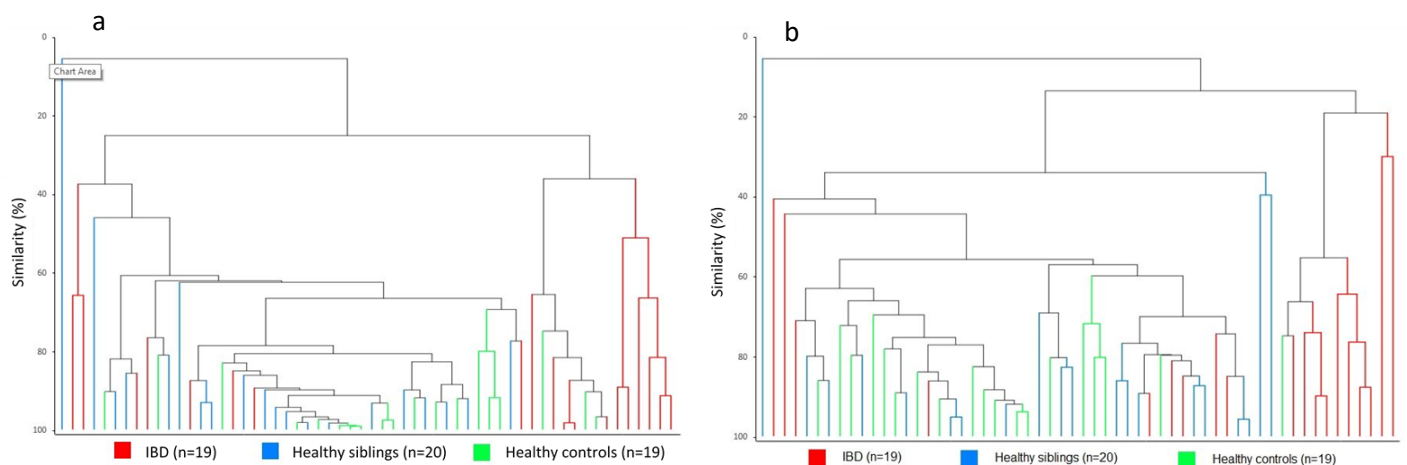 a
b
0
20
40
60
80
100
Similarity (%)
Chart Area
IBD (n=19)
Healthy siblings (n=20)
Healthy controls (n=19)
0
20
40
60
80
100
Similarity (%)
IBD (n=19)
Healthy siblings (n=20)
Healthy controls (n=19)